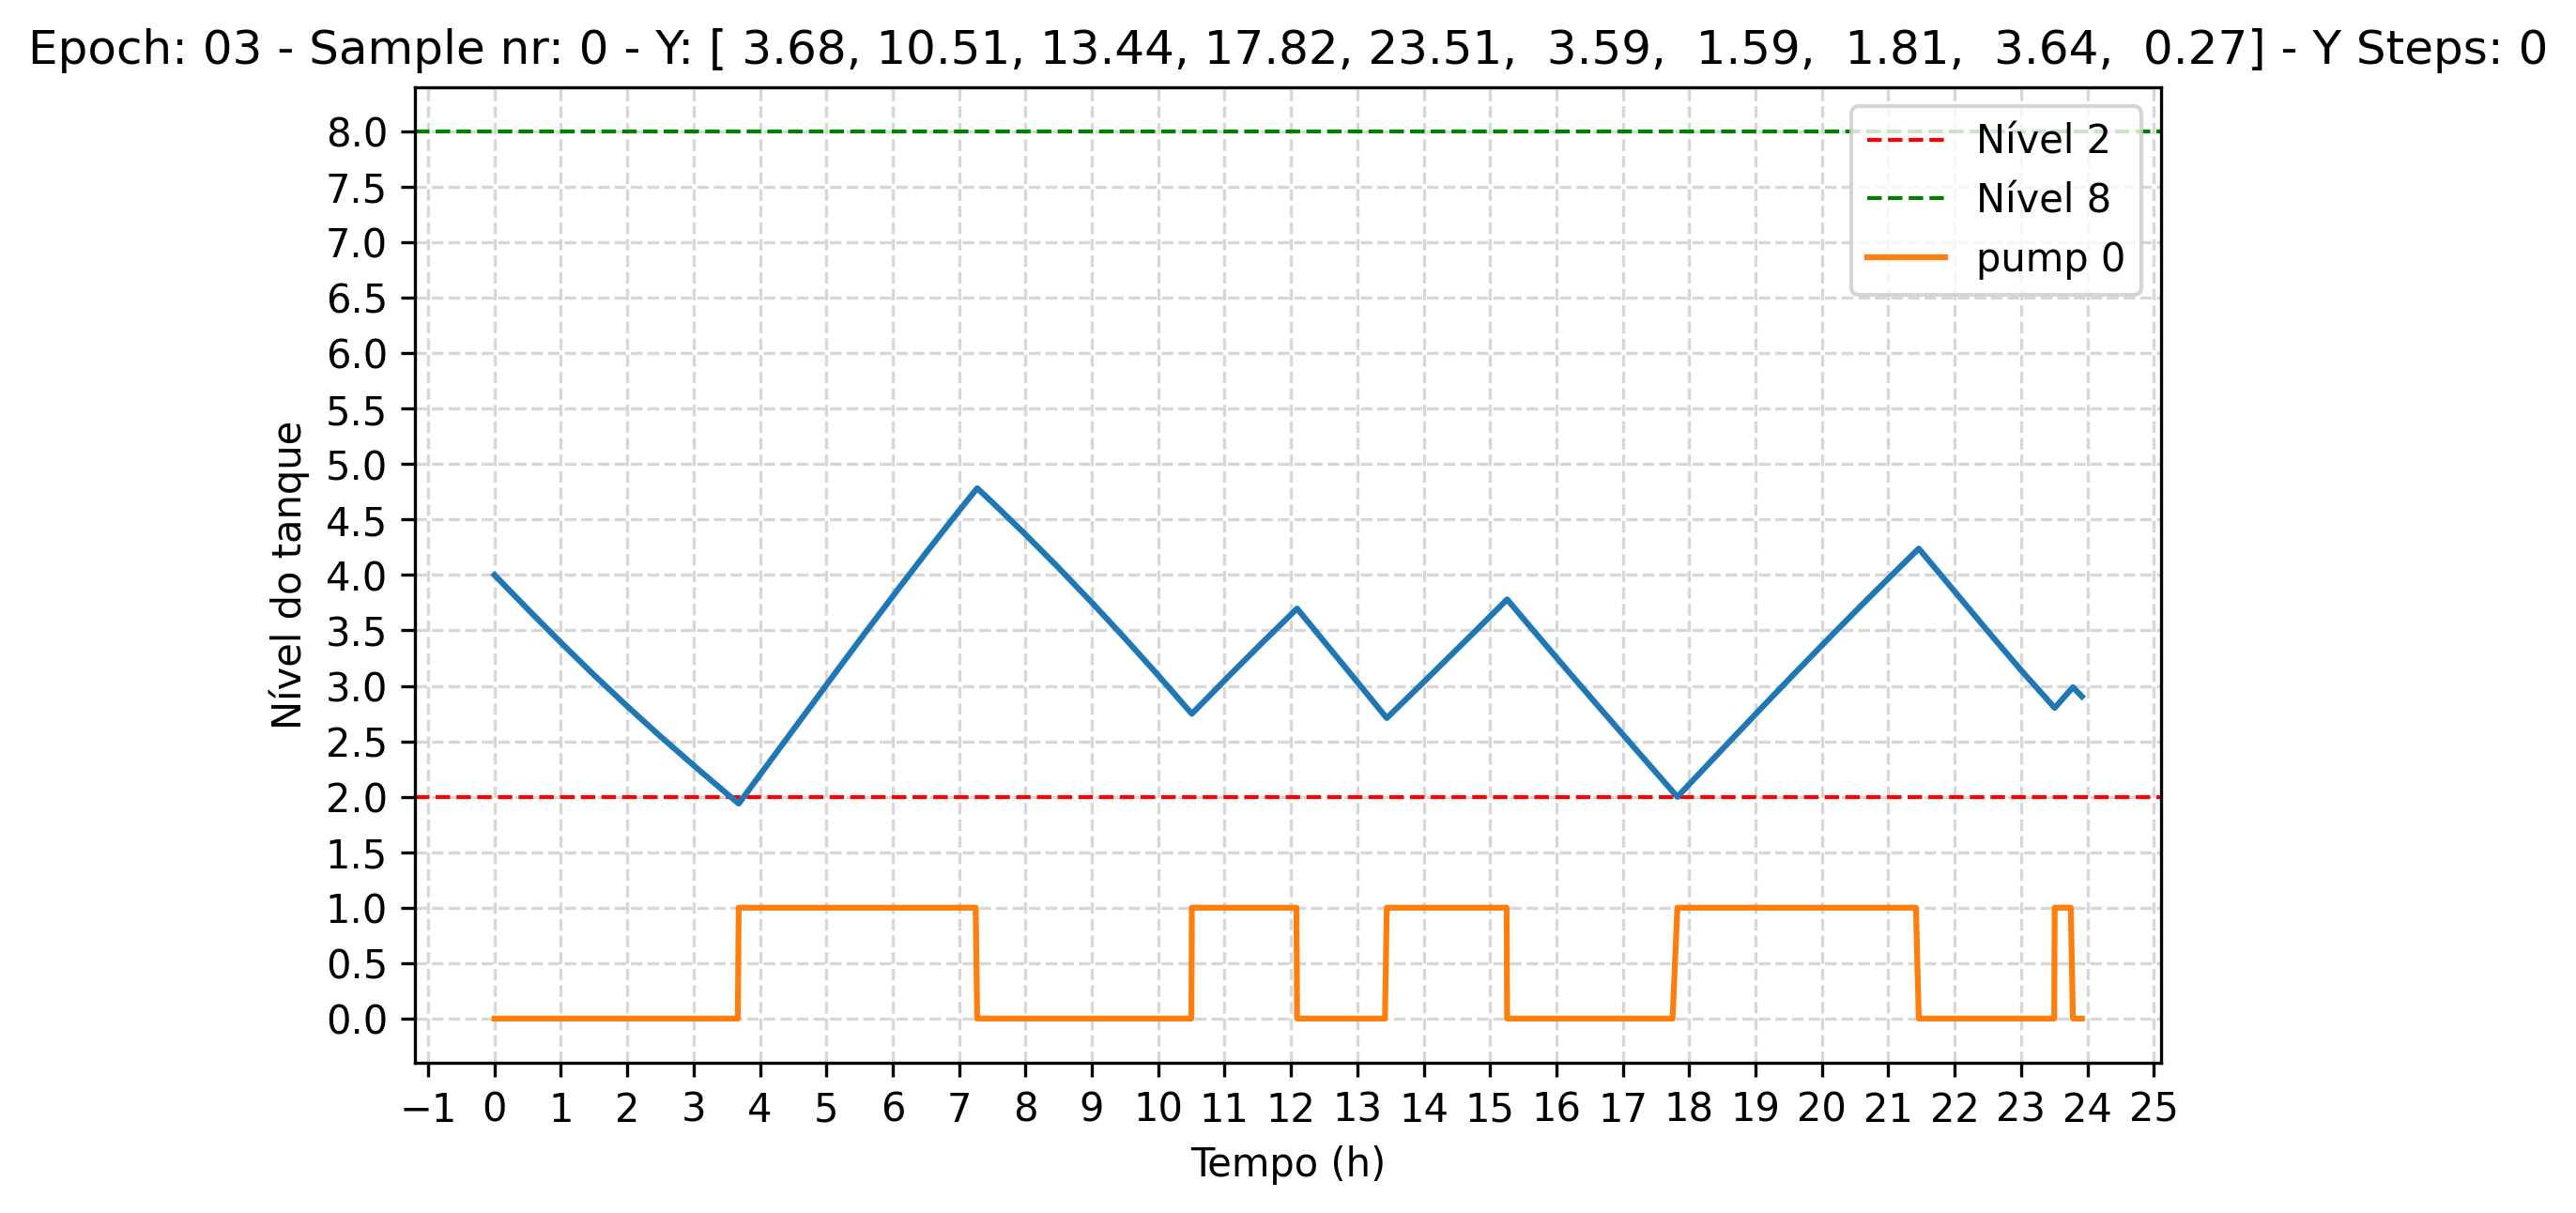 Epoch: 03 - Sample nr: 0 - Y: [ 3.68, 10.51, 13.44, 17.82, 23.51,  3.59,  1.59,  1.81,  3.64,  0.27] - Y Steps: 0
Nível 2
Nível 8
pump 0
8.0
7.5
7.0
6.5
6.0
5.5
5.0
4.5
4.0
3.5
3.0
2.5
2.0
1.5
1.0
0.5
0.0
Nível do tanque
−1 0 1 2 3 4 5 6 7 8 9 10 11 12 13 14 15 16 17 18 19 20 21 22 23 24 25
Tempo (h)